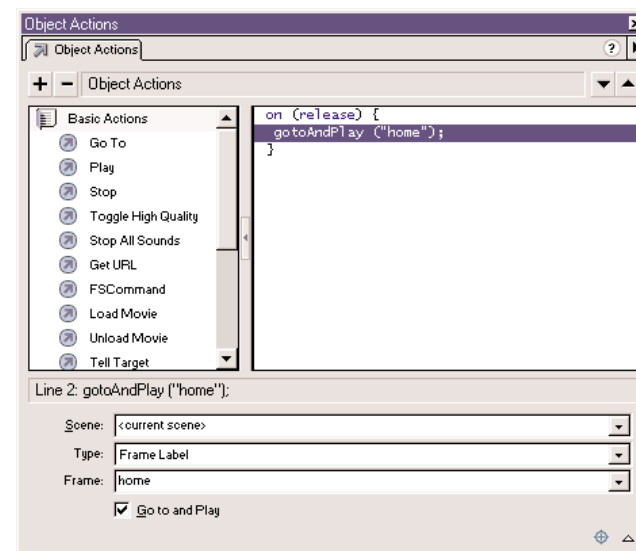 Object Actions
Object Actions
?
+ − Object Actions
Basic Actions
Go To
Play
Stop
Toggle High Quality
Stop All Sounds
Get URL
FSCommand
Load Movie
Unload Movie
Tell Target
on (release) {
gotoAndPlay ("home");
}
Line 2: gotoAndPlay ("home");
Scene: <current scene>
Type: Frame Label
Frame: home
Go to and Play